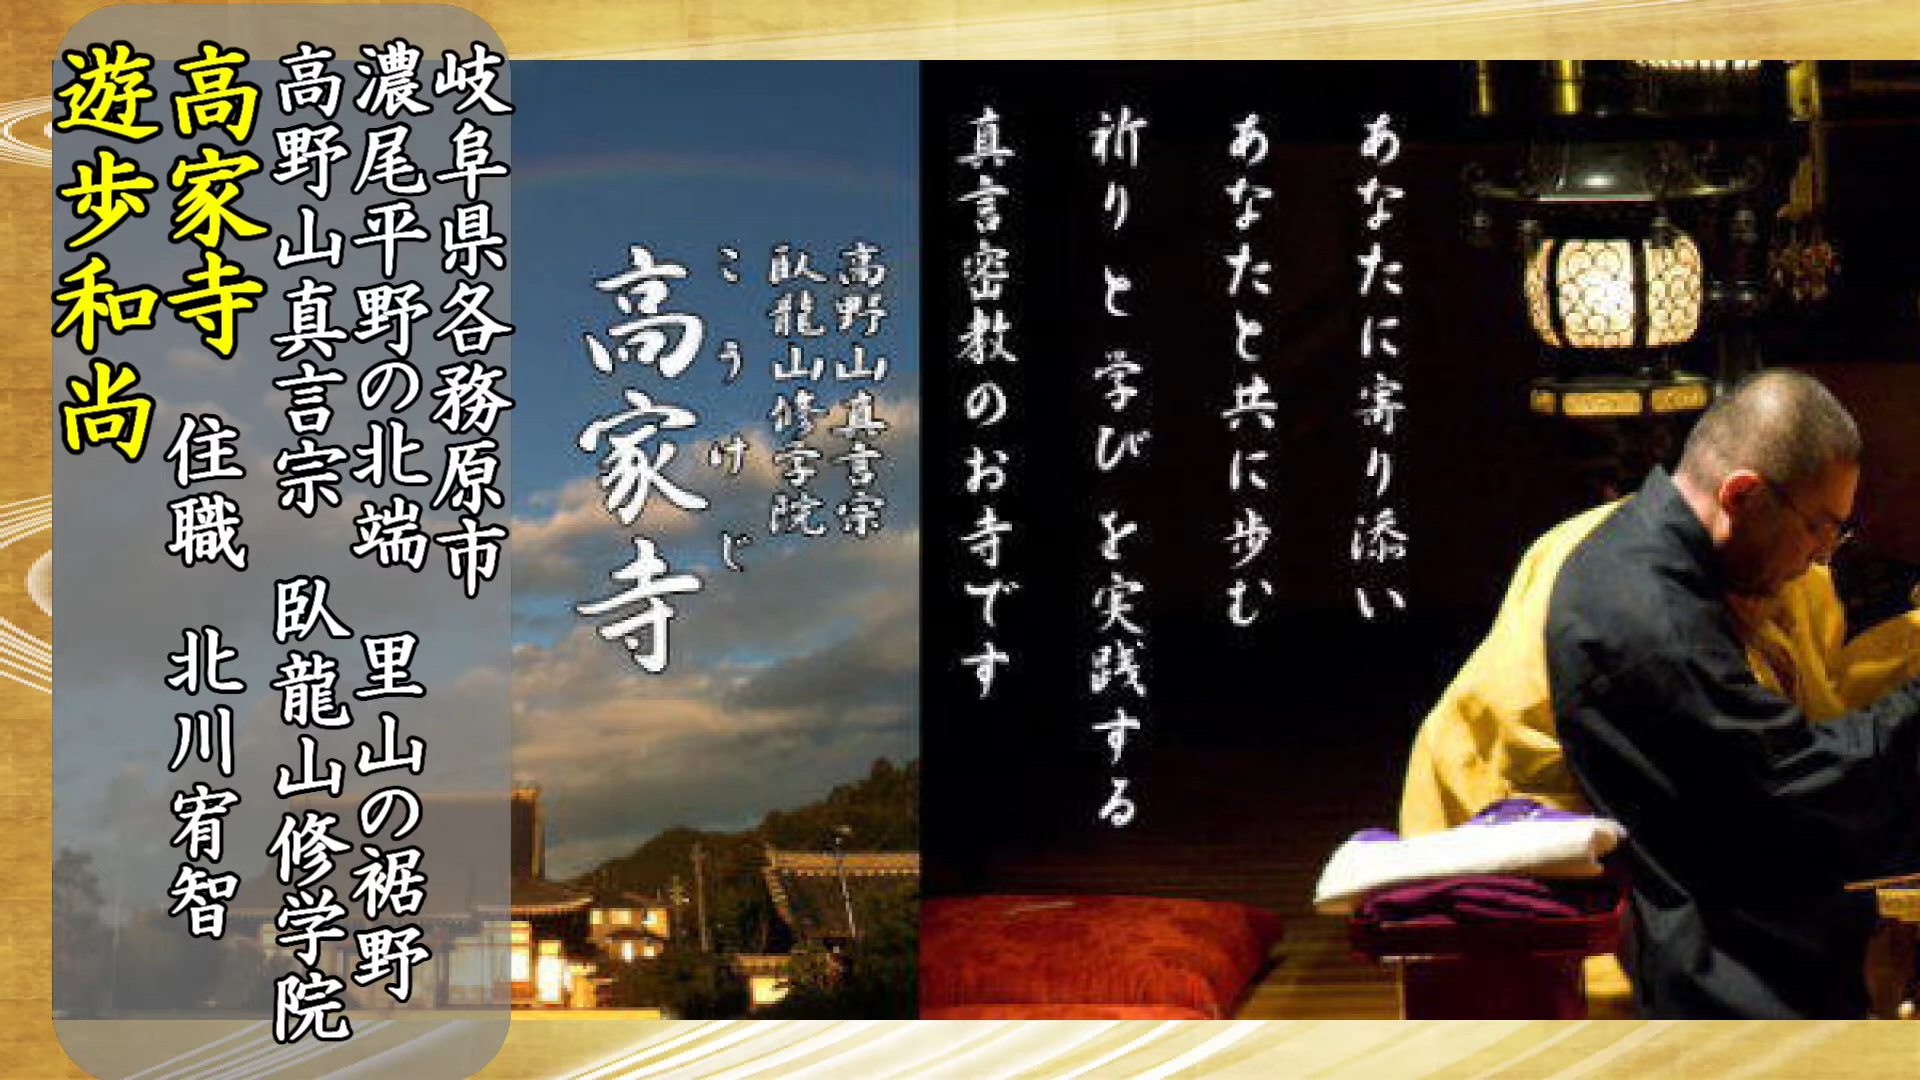 岐阜県各務原市
濃尾平野の北端 里山の裾野
高野山真言宗 臥龍山修学院
高家寺 住職 北川宥智
遊歩和尚
高野山真言宗
臥龍山修学院
こうけじ
高家寺
あなたに寄り添い
あなたと共に歩む
祈りと学びを実践する
真言密教のお寺です